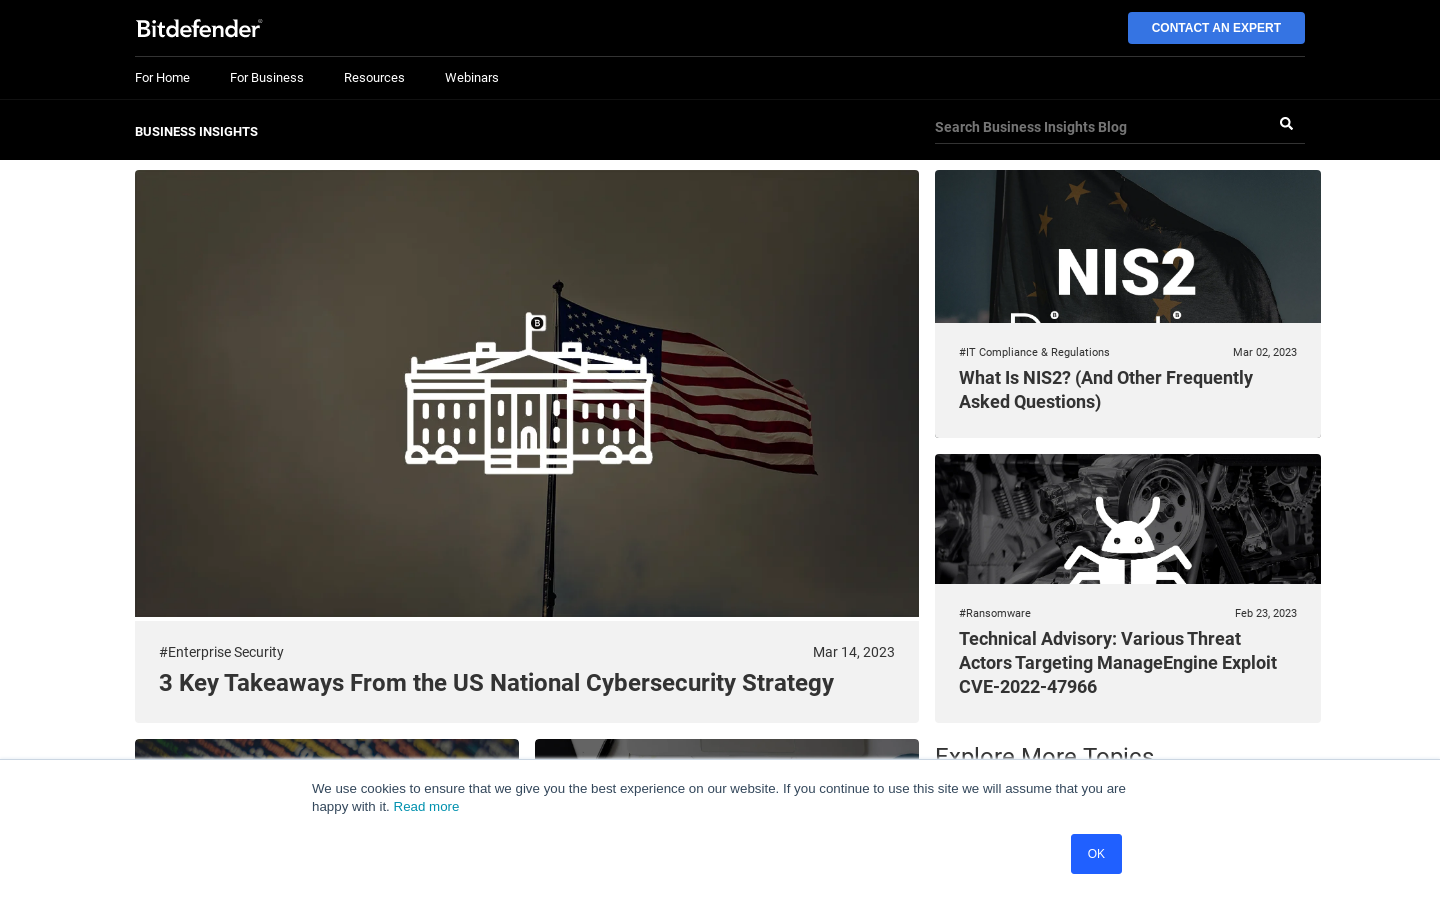 Bitdefender
CONTACT AN EXPERT
For Home
For Business
Resources
Webinars
BUSINESS INSIGHTS
Search Business Insights Blog
NIS2
#IT Compliance & Regulations
Mar 02, 2023
What Is NIS2? (And Other Frequently
Asked Questions)
#Ransomware
Feb 23, 2023
Technical Advisory: Various Threat
Actors Targeting ManageEngine Exploit
CVE-2022-47966
#Enterprise Security
Mar 14, 2023
3 Key Takeaways From the US National Cybersecurity Strategy
Explore More Topics
We use cookies to ensure that we give you the best experience on our website. If you continue to use this site we will assume that you are
happy with it. Read more
OK